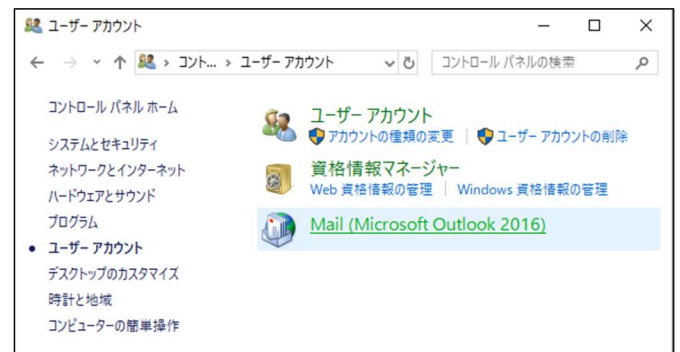 ユーザー アカウント
コント... › ユーザー アカウント
コントロール パネルの検索
コントロール パネル ホーム
システムとセキュリティ
ネットワークとインターネット
ハードウェアとサウンド
プログラム
ユーザー アカウント
デスクトップのカスタマイズ
時計と地域
コンピューターの簡単操作
ユーザー アカウント
アカウントの種類の変更 | ユーザー アカウントの削除
資格情報マネージャー
Web 資格情報の管理 | Windows 資格情報の管理
Mail (Microsoft Outlook 2016)